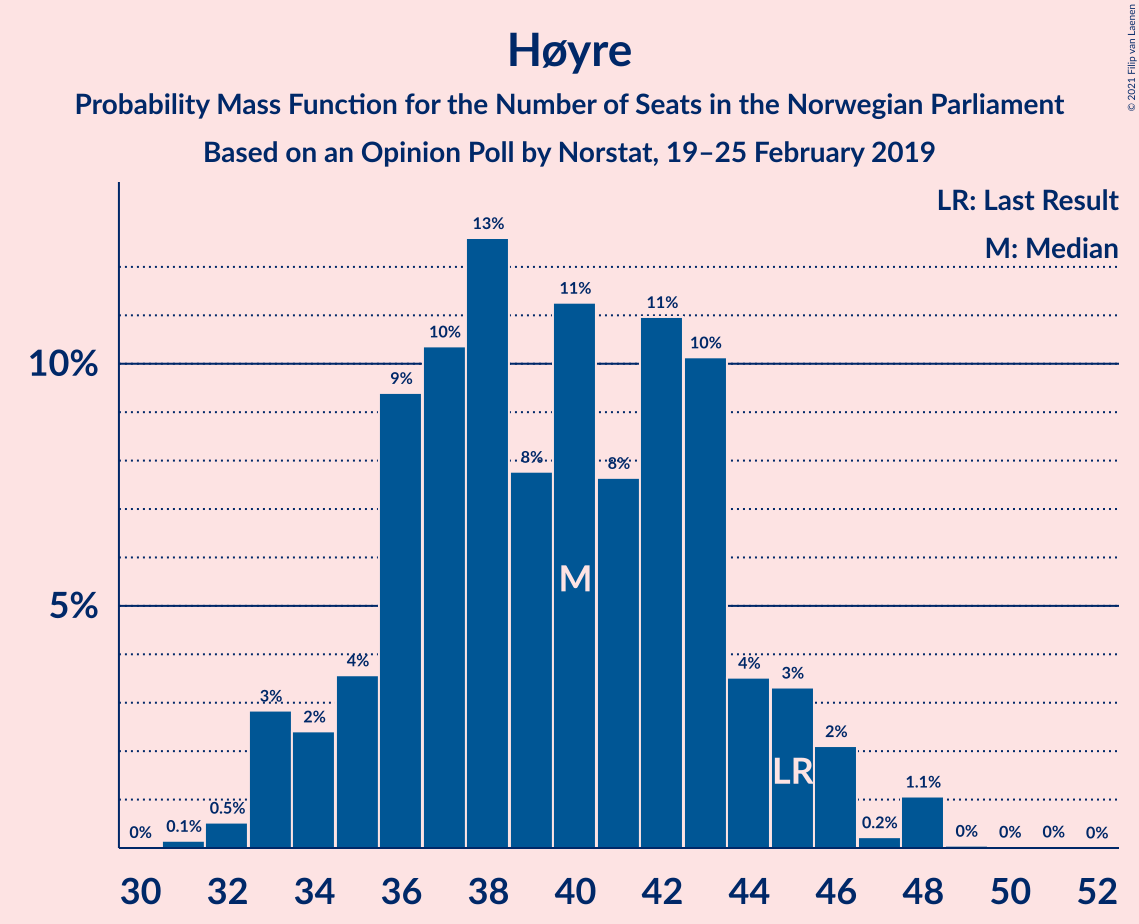 Høyre
Probability Mass Function for the Number of Seats in the Norwegian Parliament
Based on an Opinion Poll by Norstat, 19–25 February 2019
© 2021 Filip van Laenen
LR: Last Result
M: Median
10%
5%
0%
0.1%
0.5%
3%
2%
4%
9%
10%
13%
8%
11%
8%
11%
10%
4%
3%
2%
0.2%
1.1%
0%
0%
0%
0%
M
LR
30 32 34 36 38 40 42 44 46 48 50 52